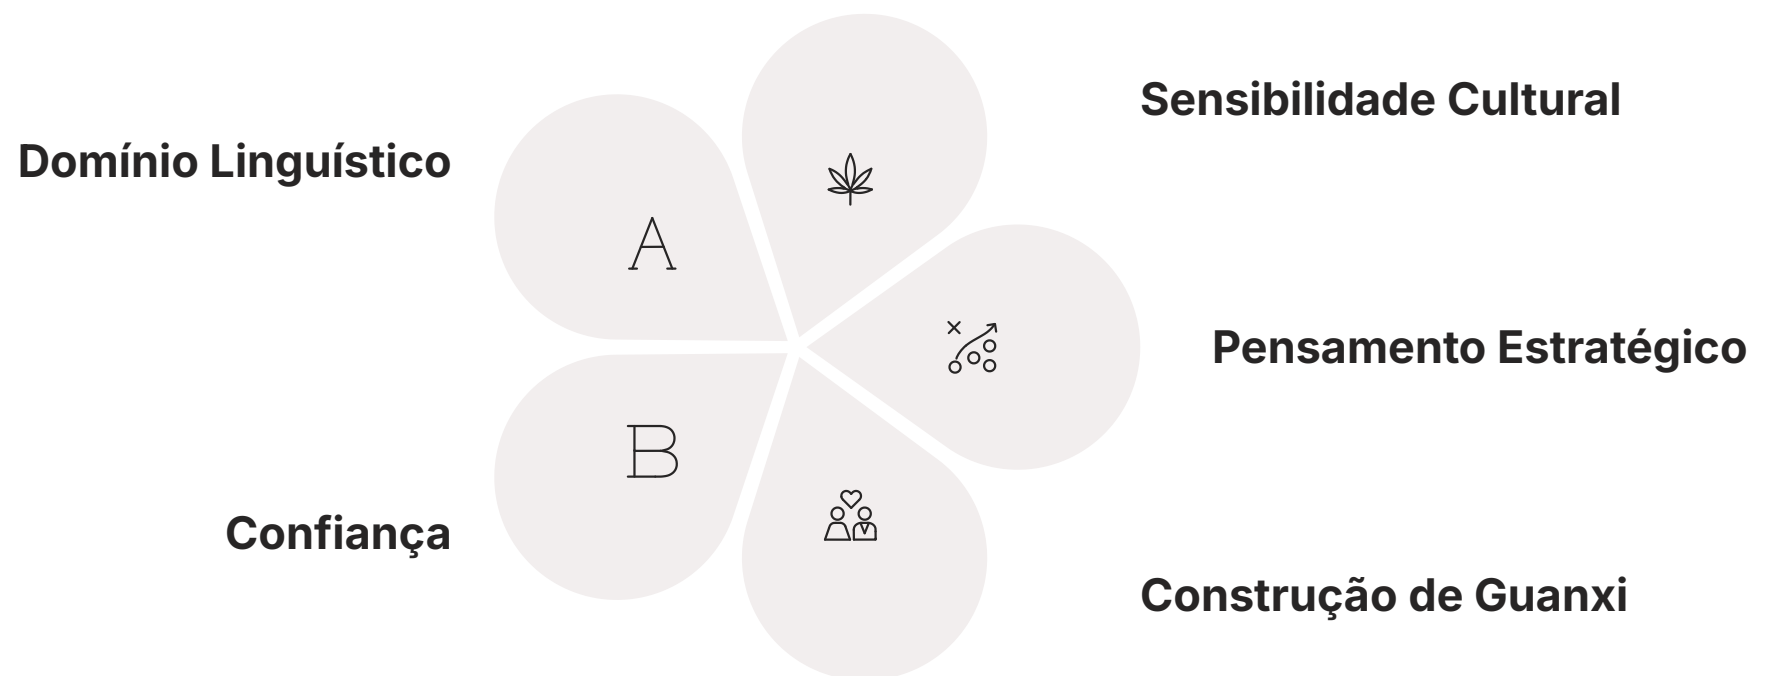 Sensibilidade Cultural
Domínio Linguístico
A
Pensamento Estratégico
B
Confiança
Construção de Guanxi